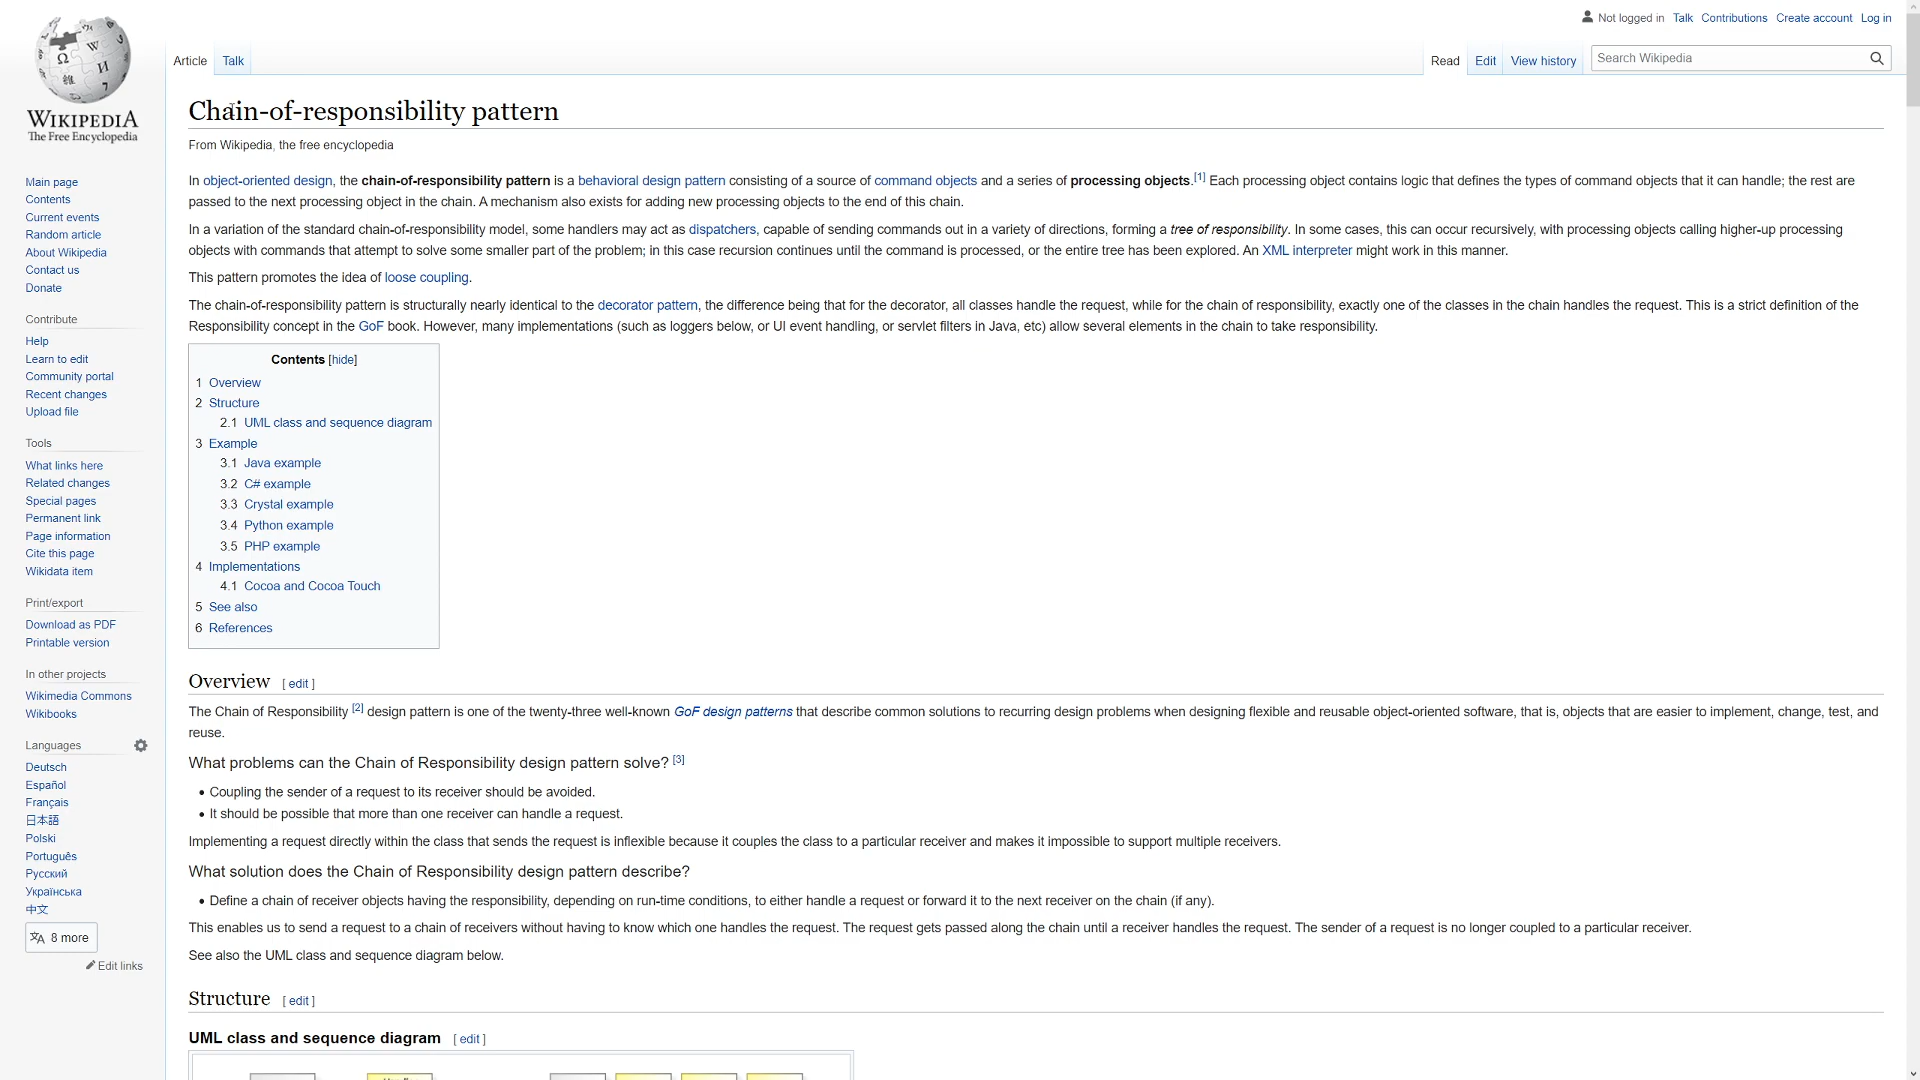 Not logged in Talk Contributions Create account Log in
Article Talk Read Edit View history Search Wikipedia
WIKIPEDIA
The Free Encyclopedia
Main page
Contents
Current events
Random article
About Wikipedia
Contact us
Donate
Contribute
Help
Learn to edit
Community portal
Recent changes
Upload file
Tools
What links here
Related changes
Special pages
Permanent link
Page information
Cite this page
Wikidata item
Print/export
Download as PDF
Printable version
In other projects
Wikimedia Commons
Wikibooks
Languages
Deutsch
Español
Français
日本語
Polski
Português
Русский
Українська
中文
8 more
Edit links
Chain-of-responsibility pattern
From Wikipedia, the free encyclopedia
In object-oriented design, the chain-of-responsibility pattern is a behavioral design pattern consisting of a source of command objects and a series of processing objects.[1] Each processing object contains logic that defines the types of command objects that it can handle; the rest are
passed to the next processing object in the chain. A mechanism also exists for adding new processing objects to the end of this chain.
In a variation of the standard chain-of-responsibility model, some handlers may act as dispatchers, capable of sending commands out in a variety of directions, forming a tree of responsibility. In some cases, this can occur recursively, with processing objects calling higher-up processing
objects with commands that attempt to solve some smaller part of the problem; in this case recursion continues until the command is processed, or the entire tree has been explored. An XML interpreter might work in this manner.
This pattern promotes the idea of loose coupling.
The chain-of-responsibility pattern is structurally nearly identical to the decorator pattern, the difference being that for the decorator, all classes handle the request, while for the chain of responsibility, exactly one of the classes in the chain handles the request. This is a strict definition of the
Responsibility concept in the GoF book. However, many implementations (such as loggers below, or UI event handling, or servlet filters in Java, etc) allow several elements in the chain to take responsibility.
Contents [hide]
1 Overview
2 Structure
2.1 UML class and sequence diagram
3 Example
3.1 Java example
3.2 C# example
3.3 Crystal example
3.4 Python example
3.5 PHP example
4 Implementations
4.1 Cocoa and Cocoa Touch
5 See also
6 References
Overview [ edit ]
The Chain of Responsibility [2] design pattern is one of the twenty-three well-known GoF design patterns that describe common solutions to recurring design problems when designing flexible and reusable object-oriented software, that is, objects that are easier to implement, change, test, and
reuse.
What problems can the Chain of Responsibility design pattern solve? [3]
• Coupling the sender of a request to its receiver should be avoided.
• It should be possible that more than one receiver can handle a request.
Implementing a request directly within the class that sends the request is inflexible because it couples the class to a particular receiver and makes it impossible to support multiple receivers.
What solution does the Chain of Responsibility design pattern describe?
• Define a chain of receiver objects having the responsibility, depending on run-time conditions, to either handle a request or forward it to the next receiver on the chain (if any).
This enables us to send a request to a chain of receivers without having to know which one handles the request. The request gets passed along the chain until a receiver handles the request. The sender of a request is no longer coupled to a particular receiver.
See also the UML class and sequence diagram below.
Structure [ edit ]
UML class and sequence diagram [ edit ]